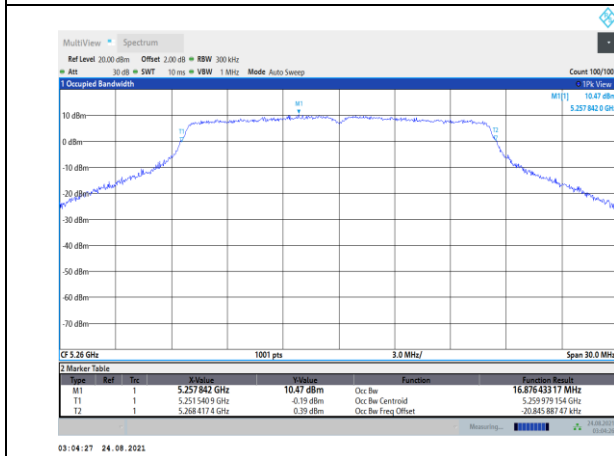 MultiView Spectrum
Ref Level 20.00 dBm Offset 2.00 dB RBW 300 kHz
Att 30 dB SWT 10 ms VBW 1 MHz Mode Auto Sweep Count 100/100
1 Occupied Bandwidth 1Pk View
M1[1] 10.47 dBm
5.257 842 0 GHz
M1
10 dBm
T1
T2
0 dBm
-10 dBm
-20 dBm
-30 dBm
-40 dBm
-50 dBm
-60 dBm
-70 dBm
CF 5.26 GHz 1001 pts 3.0 MHz/ Span 30.0 MHz
2 Marker Table
Type Ref Trc X-Value Y-Value Function Function Result
M1 1 5.257 842 GHz 10.47 dBm Occ Bw 16.876 433 17 MHz
T1 1 5.251 540 9 GHz -0.19 dBm Occ Bw Centroid 5.259 979 154 GHz
T2 1 5.268 417 4 GHz 0.39 dBm Occ Bw Freq Offset -20.845 887 47 kHz
Measuring... 24.08.2021
03:04:26
03:04:27 24.08.2021